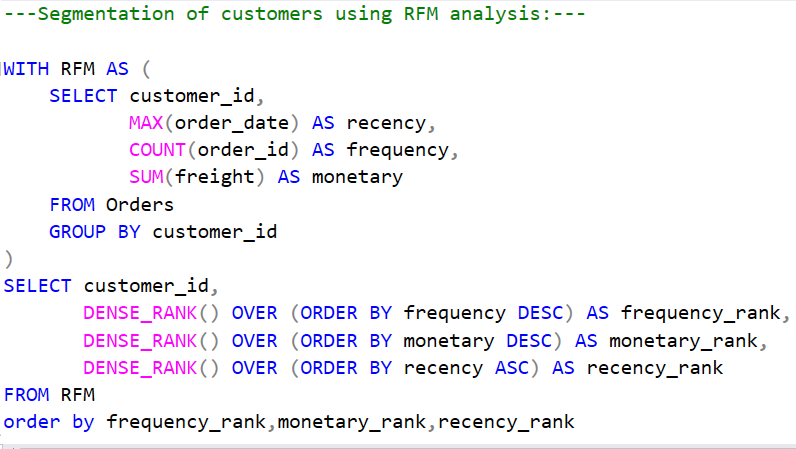 ---Segmentation of customers using RFM analysis:---
WITH RFM AS (
SELECT customer_id,
MAX(order_date) AS recency,
COUNT(order_id) AS frequency,
SUM(freight) AS monetary
FROM Orders
GROUP BY customer_id
)
SELECT customer_id,
DENSE_RANK() OVER (ORDER BY frequency DESC) AS frequency_rank,
DENSE_RANK() OVER (ORDER BY monetary DESC) AS monetary_rank,
DENSE_RANK() OVER (ORDER BY recency ASC) AS recency_rank
FROM RFM
order by frequency_rank,monetary_rank,recency_rank